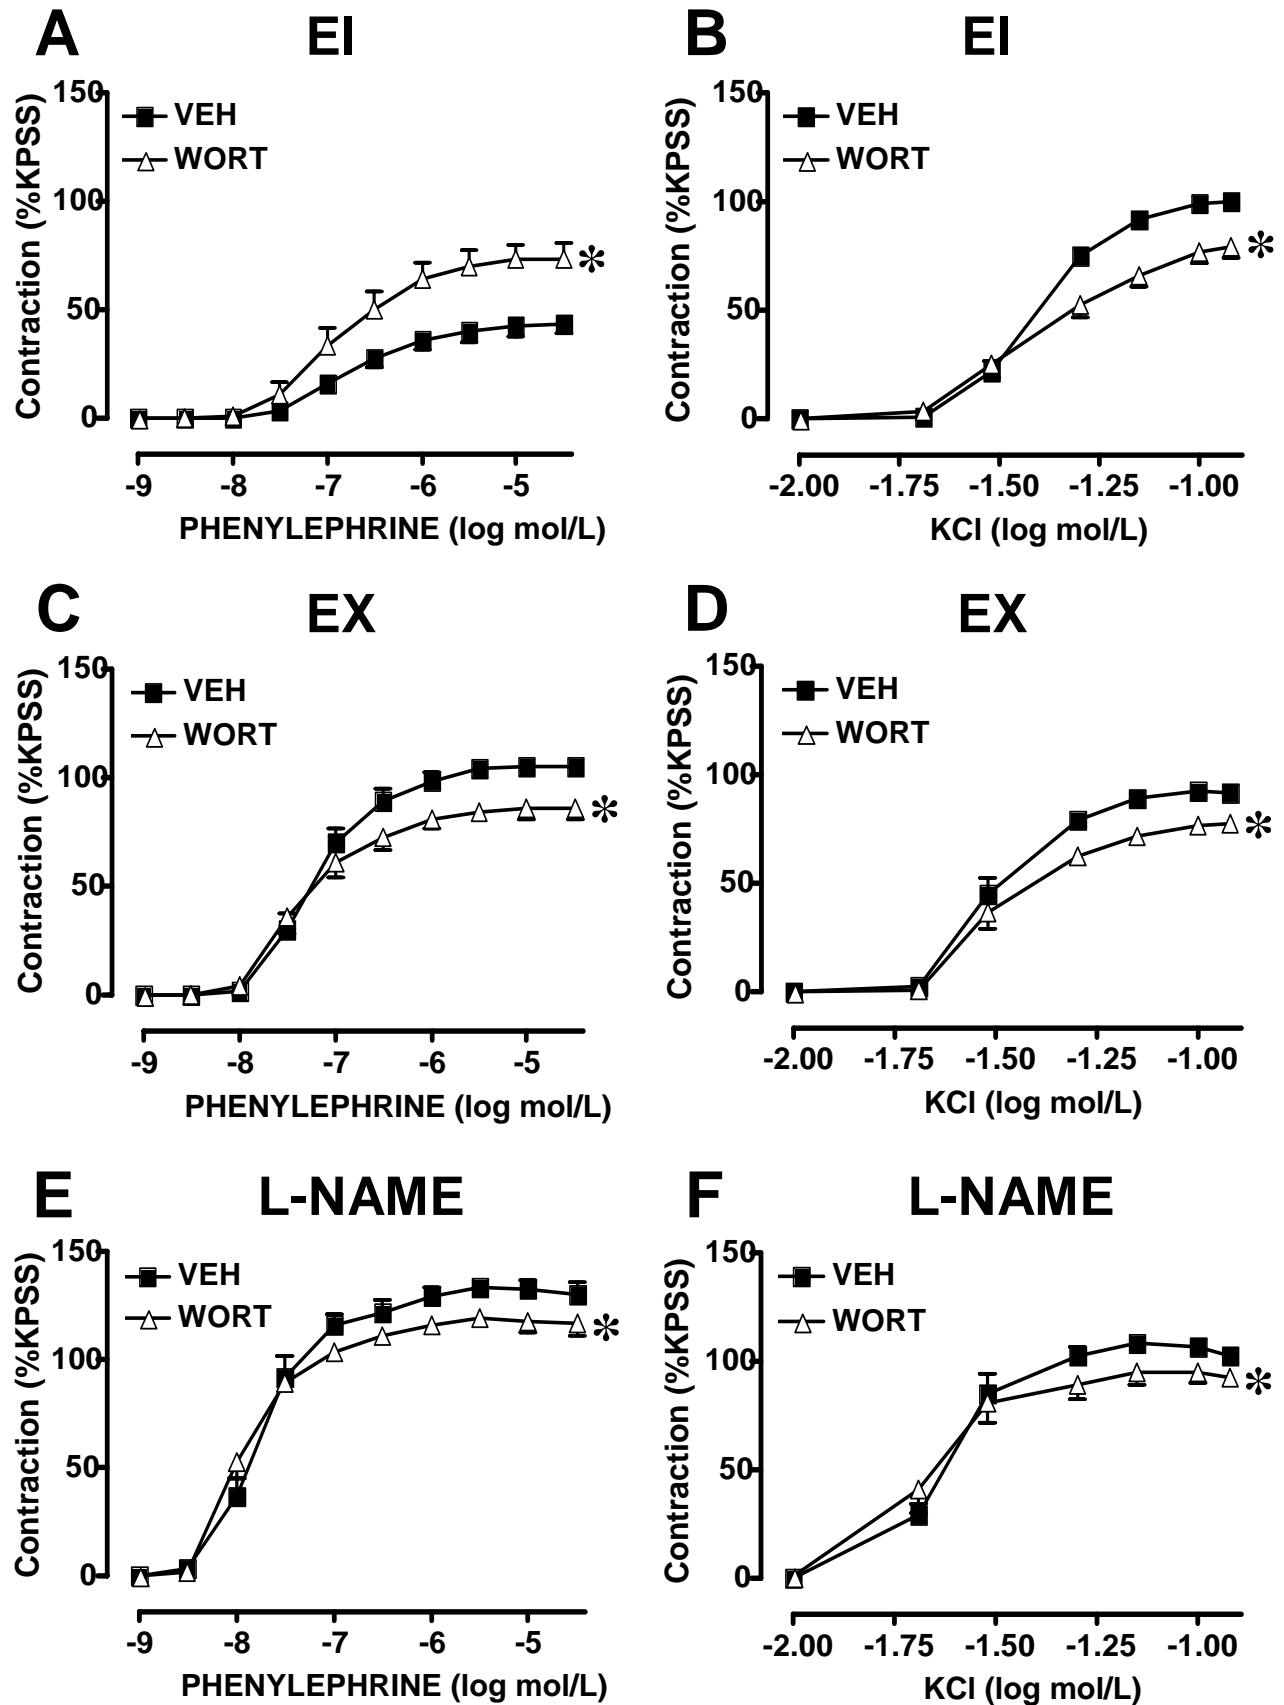 A EI
150
VEH
WORT
100
50
0
Contraction (%KPSS)
-9 -8 -7 -6 -5
PHENYLEPHRINE (log mol/L)
B EI
150
VEH
WORT
100
*
50
0
Contraction (%KPSS)
-2.00 -1.75 -1.50 -1.25 -1.00
KCl (log mol/L)
C EX
150
VEH
WORT
100
*
50
0
Contraction (%KPSS)
-9 -8 -7 -6 -5
PHENYLEPHRINE (log mol/L)
D EX
150
VEH
WORT
100
*
50
0
Contraction (%KPSS)
-2.00 -1.75 -1.50 -1.25 -1.00
KCl (log mol/L)
E L-NAME
150
VEH
WORT
100
*
50
0
Contraction (%KPSS)
-9 -8 -7 -6 -5
PHENYLEPHRINE (log mol/L)
F L-NAME
150
VEH
WORT
100
*
50
0
Contraction (%KPSS)
-2.00 -1.75 -1.50 -1.25 -1.00
KCl (log mol/L)